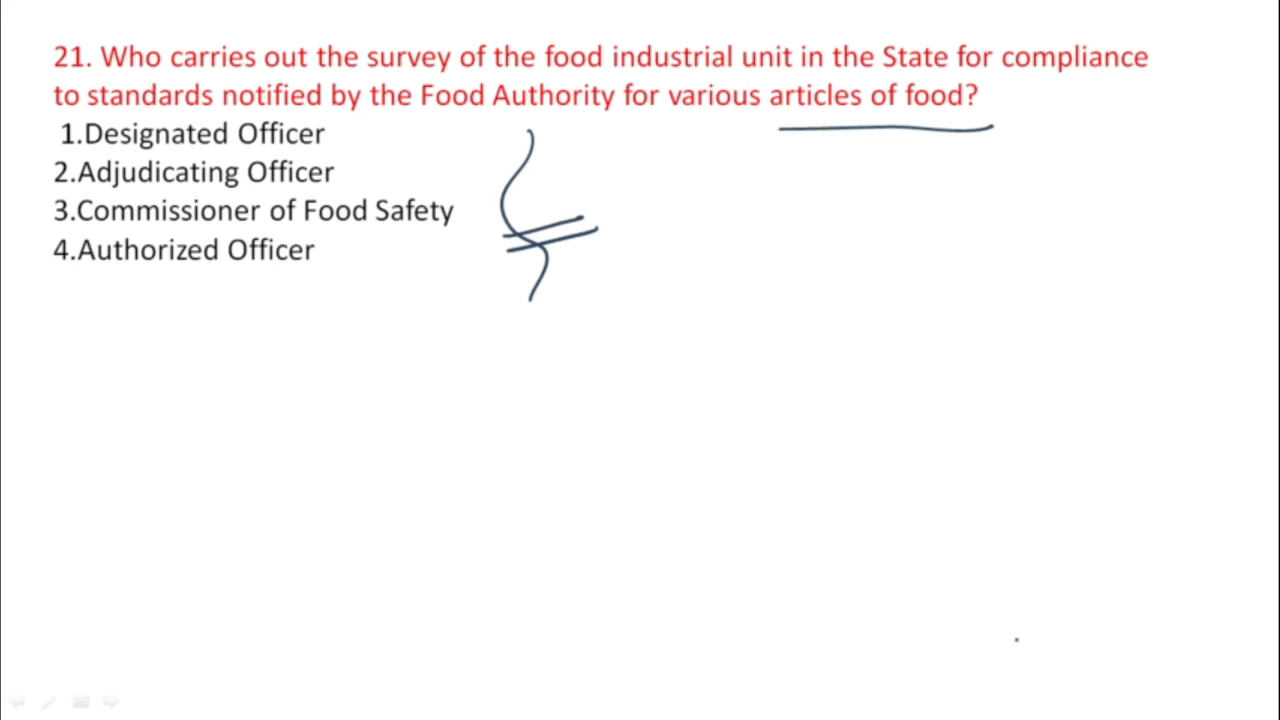 21. Who carries out the survey of the food industrial unit in the State for compliance
to standards notified by the Food Authority for various articles of food?
1.Designated Officer
2.Adjudicating Officer
3.Commissioner of Food Safety
4.Authorized Officer